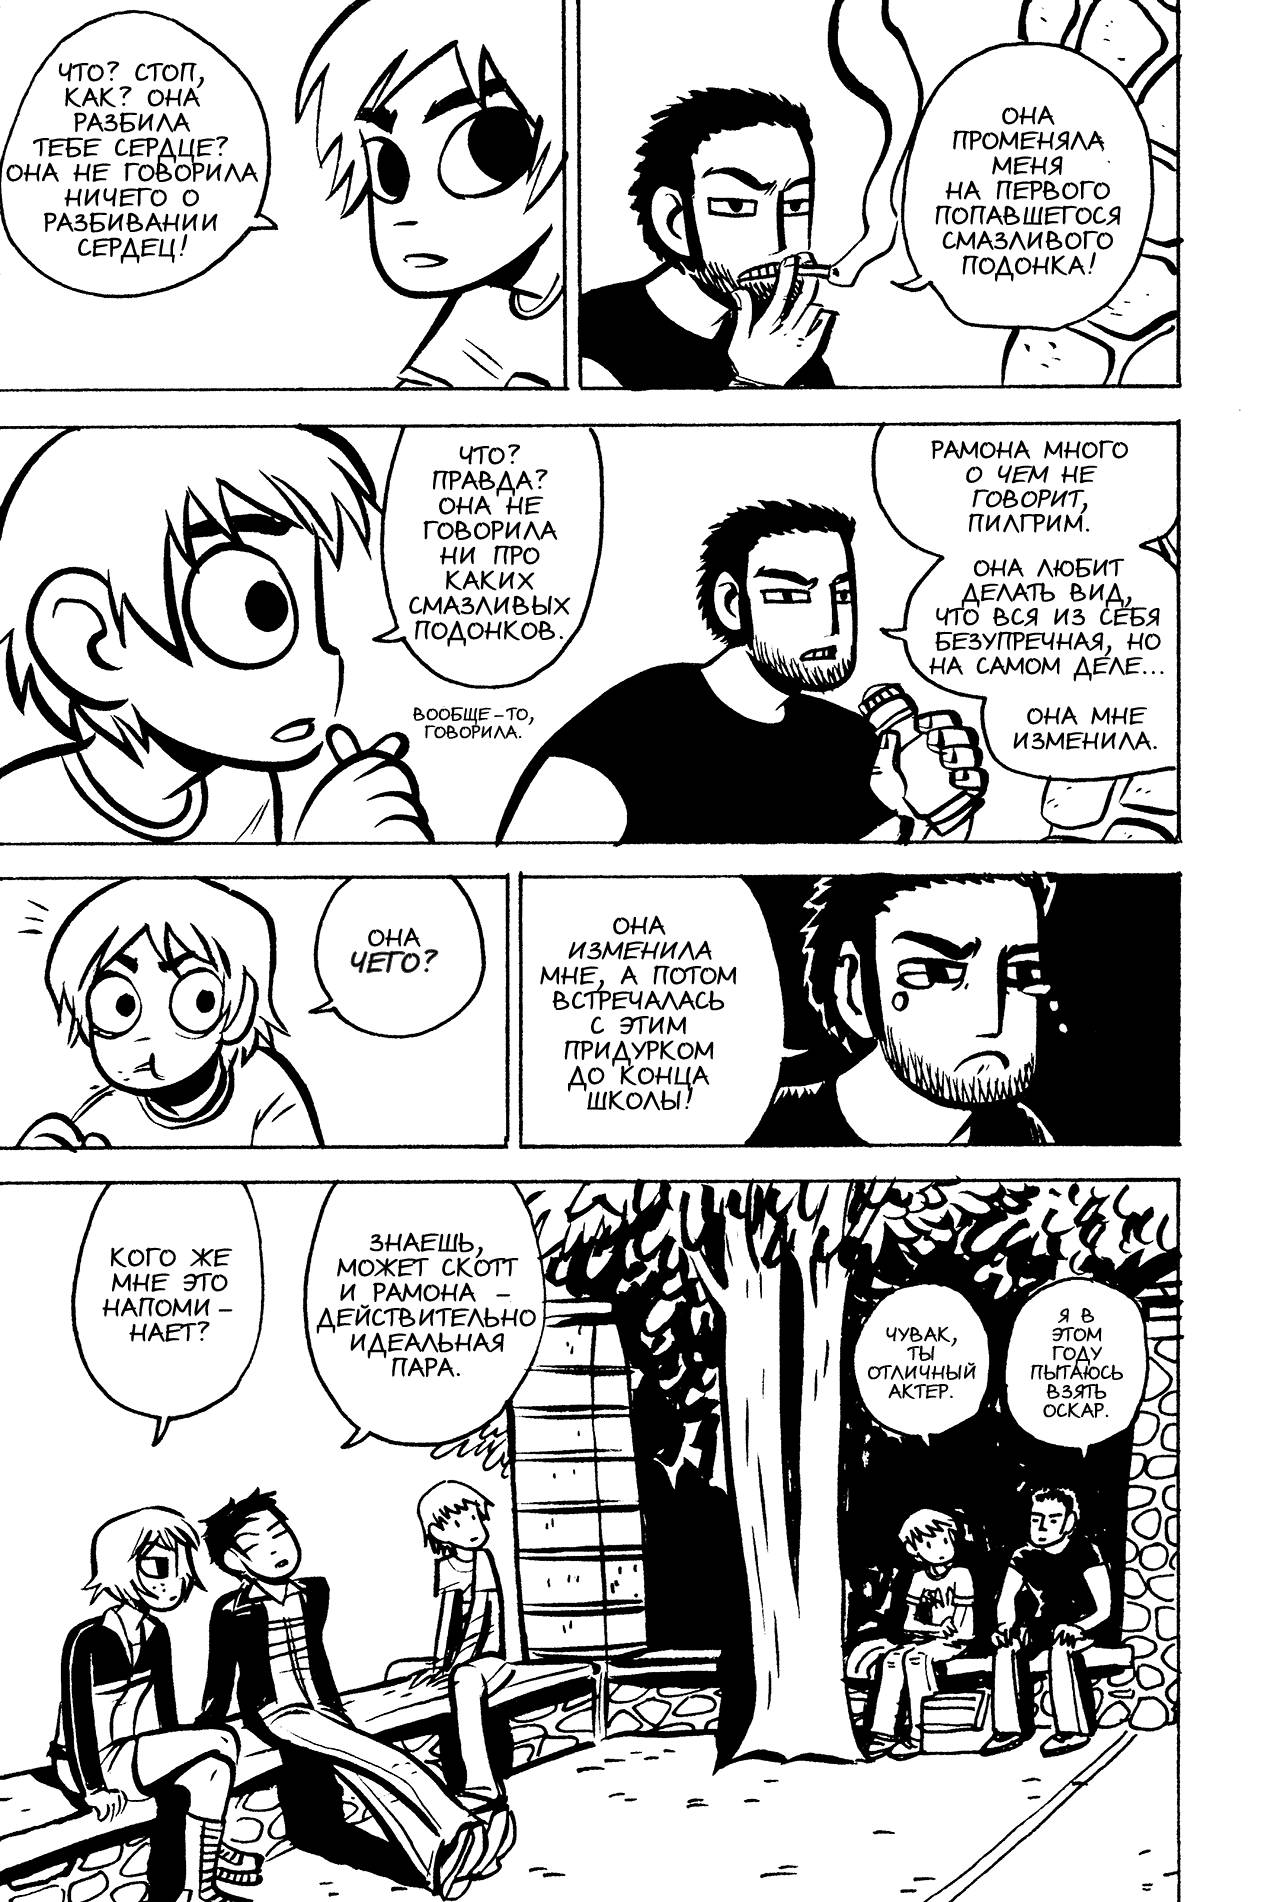 ЧТО? СТОП,
КАК? ОНА
РАЗБИЛА
ТЕБЕ СЕРДЦЕ?
ОНА НЕ ГОВОРИЛА
НИЧЕГО О
РАЗБИВАНИИ
СЕРДЕЦ!
ОНА
ПРОМЕНЯЛА
МЕНЯ
НА ПЕРВОГО
ПОПАВШЕГОСЯ
СМАЗЛИВОГО
ПОДОНКА!
ЧТО?
ПРАВДА?
ОНА НЕ
ГОВОРИЛА
НИ ПРО
КАКИХ
СМАЗЛИВЫХ
ПОДОНКОВ.
ВООБЩЕ-ТО,
ГОВОРИЛА.
РАМОНА МНОГО
О ЧЕМ НЕ
ГОВОРИТ,
ПИЛГРИМ.
ОНА ЛЮБИТ
ДЕЛАТЬ ВИД,
ЧТО ВСЯ ИЗ СЕБЯ
БЕЗУПРЕЧНАЯ, НО
НА САМОМ ДЕЛЕ...
ОНА МНЕ
ИЗМЕНИЛА.
ОНА
ЧЕГО?
ОНА
ИЗМЕНИЛА
МНЕ, А ПОТОМ
ВСТРЕЧАЛАСЬ
С ЭТИМ
ПРИДУРКОМ
ДО КОНЦА
ШКОЛЫ!
КОГО ЖЕ
МНЕ ЭТО
НАПОМИ-
НАЕТ?
ЗНАЕШЬ,
МОЖЕТ СКОТТ
И РАМОНА -
ДЕЙСТВИТЕЛЬНО
ИДЕАЛЬНАЯ
ПАРА.
ЧУВАК,
ТЫ
ОТЛИЧНЫЙ
АКТЕР.
Я В
ЭТОМ
ГОДУ
ПЫТАЮСЬ
ВЗЯТЬ
ОСКАР.